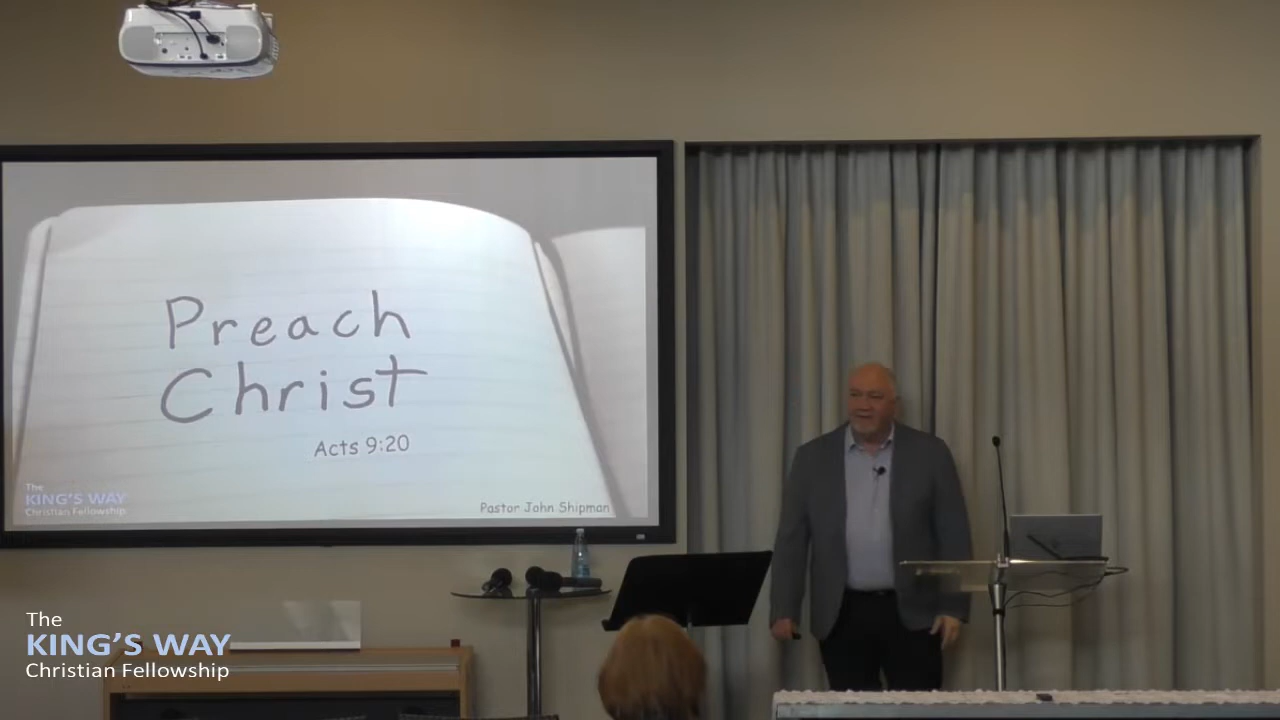 Preach
Christ
Acts 9:20
The
KING'S WAY
Christian Fellowship
Pastor John Shipman
The
KING'S WAY
Christian Fellowship